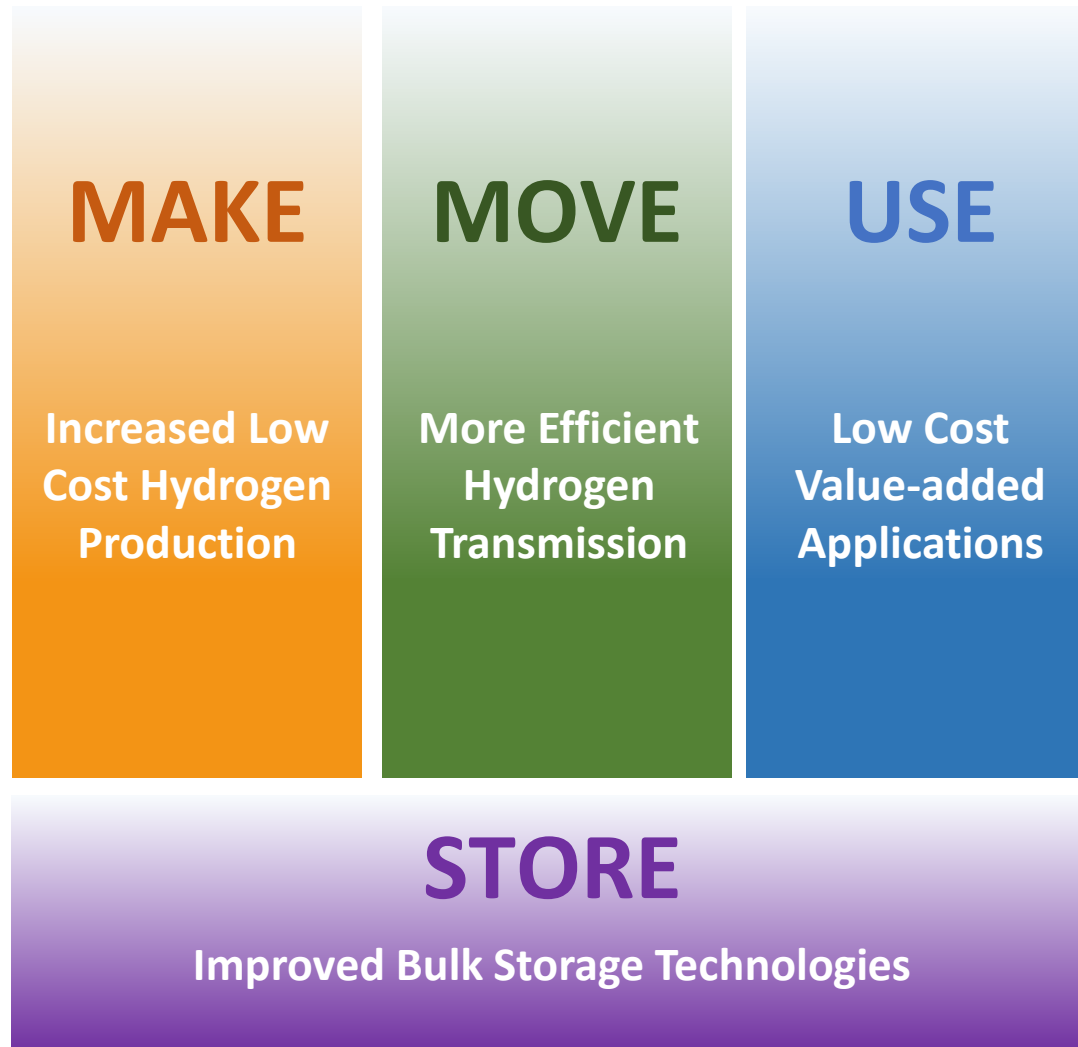 MAKE
Increased Low
Cost Hydrogen
Production
MOVE
More Efficient
Hydrogen
Transmission
USE
Low Cost
Value-added
Applications
STORE
Improved Bulk Storage Technologies